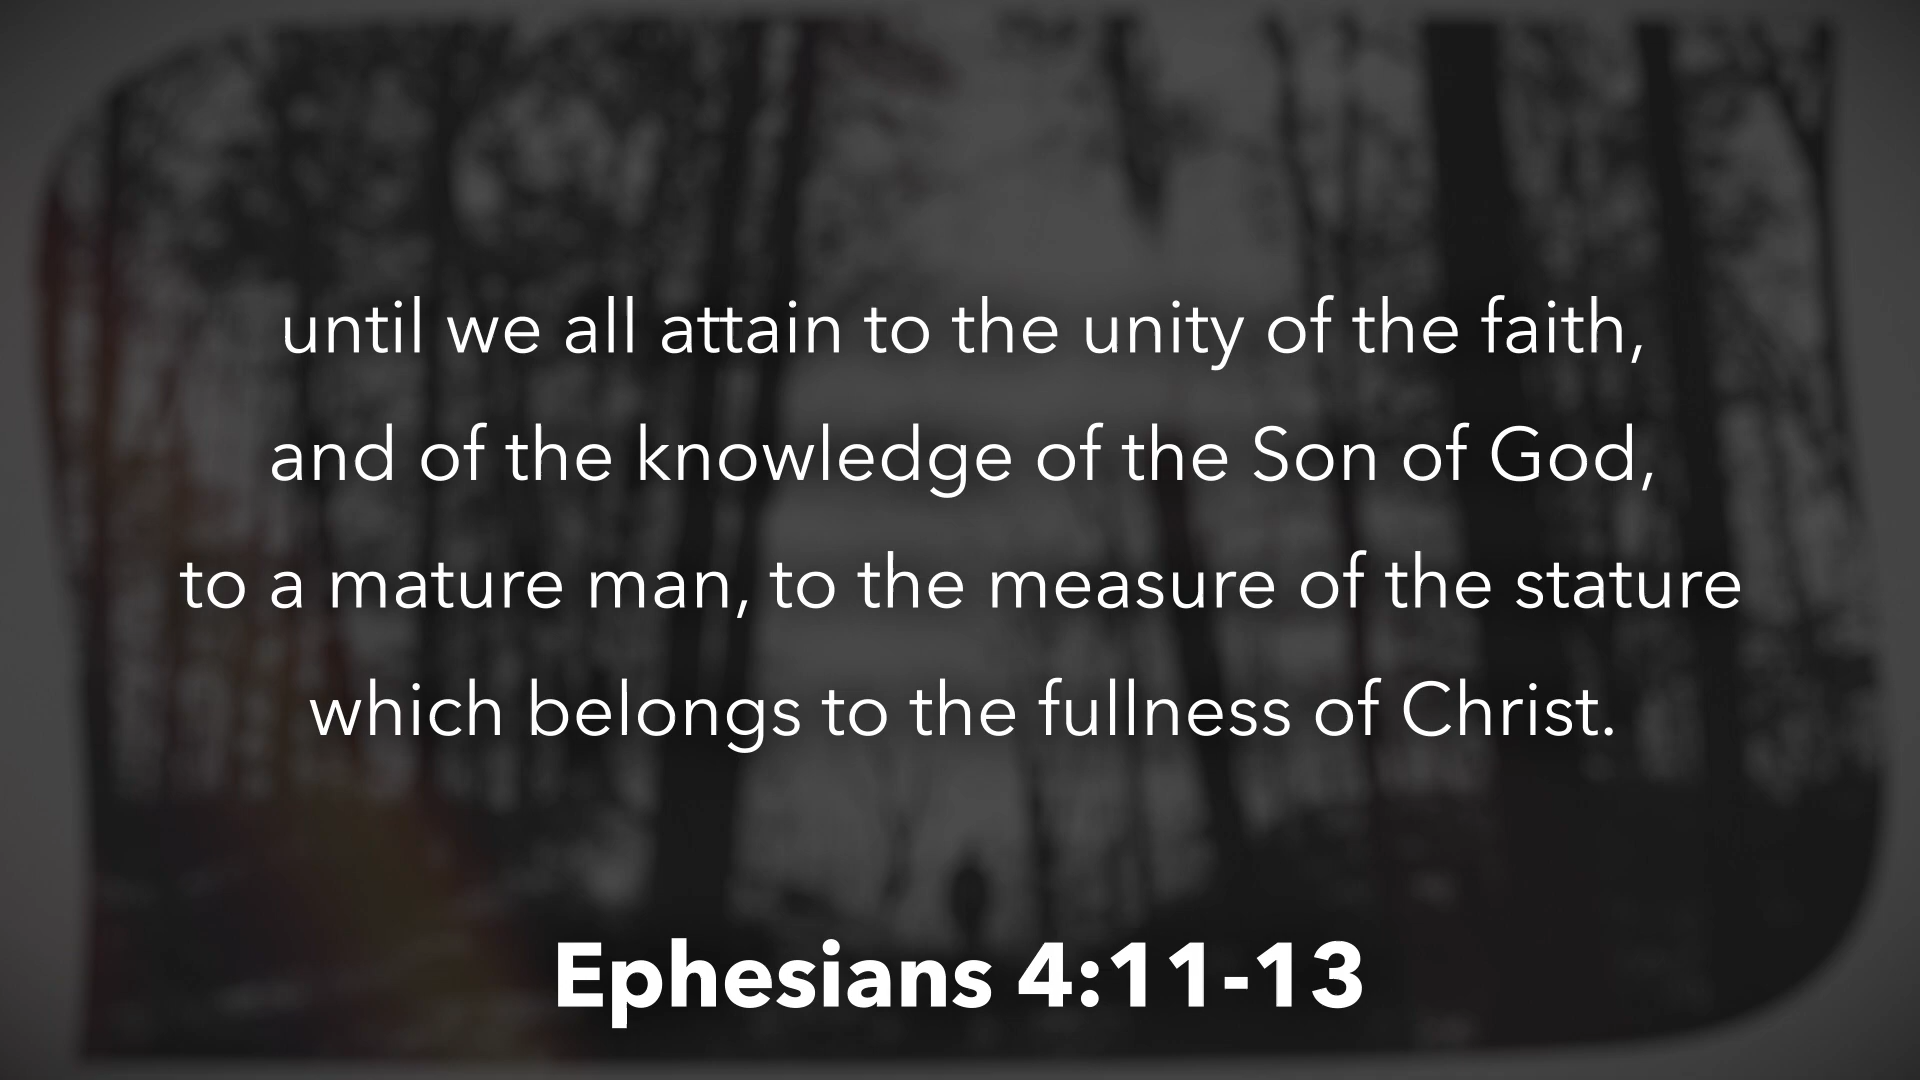 until we all attain to the unity of the faith,
and of the knowledge of the Son of God,
to a mature man, to the measure of the stature
which belongs to the fullness of Christ.
Ephesians 4:11-13